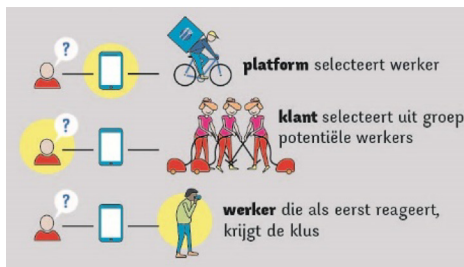 ?
platform selecteert werker
?
klant selecteert uit groep
potentiële werkers
?
werker die als eerst reageert,
krijgt de klus